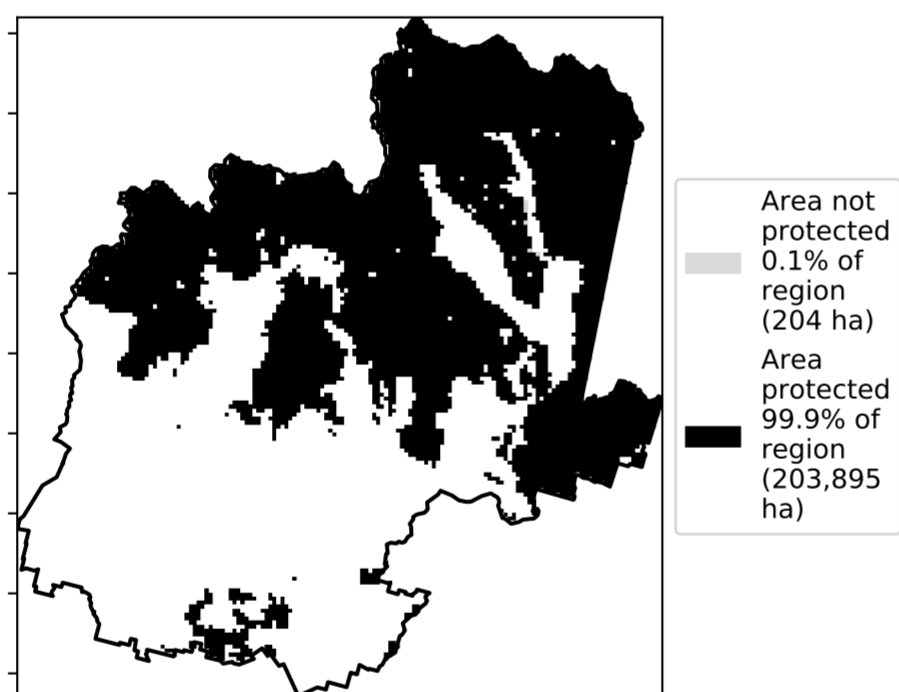 Area not
protected
0.1% of
region
(204 ha)
Area
protected
99.9% of
region
(203,895
ha)